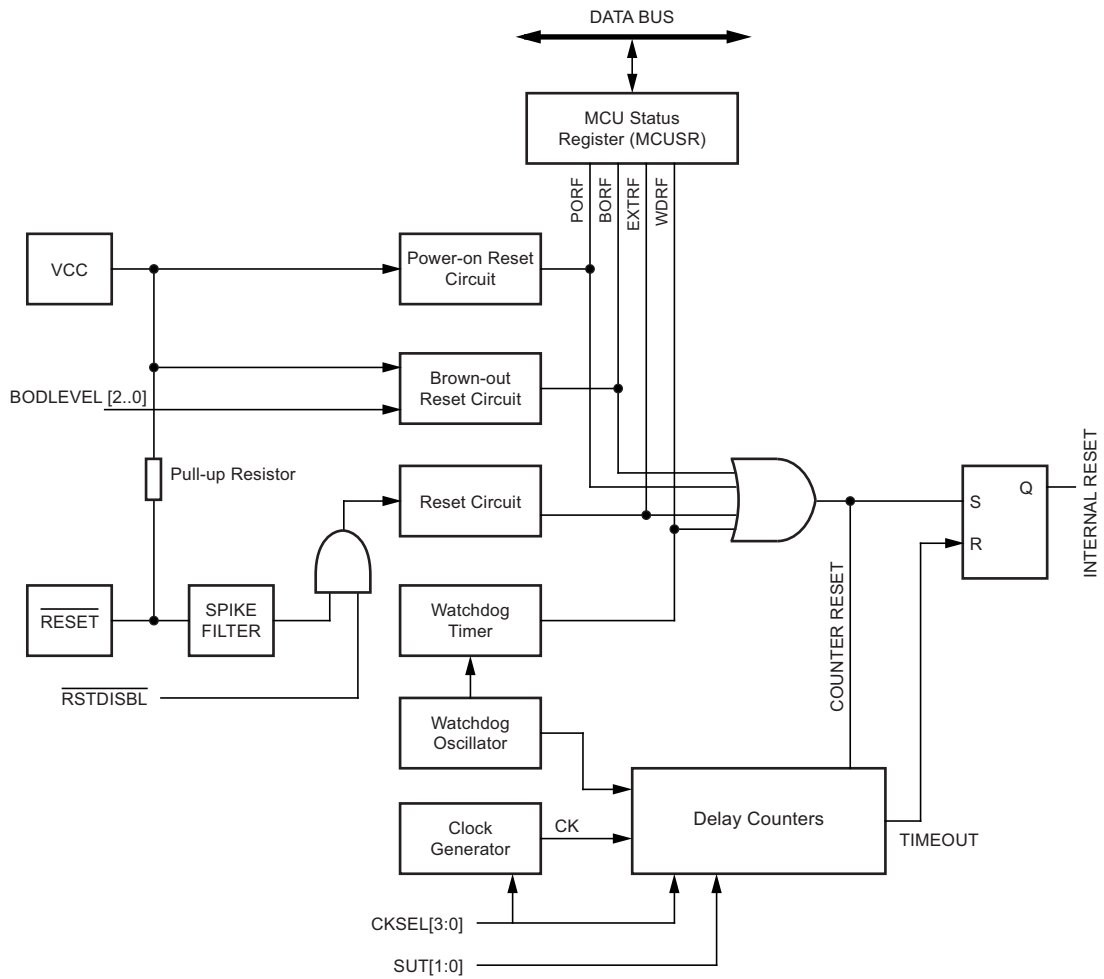 DATA BUS
MCU Status
Register (MCUSR)
PORF
BORF
EXTRF
WDRF
VCC
Power-on Reset
Circuit
Brown-out
Reset Circuit
BODLEVEL [2..0]
Pull-up Resistor
Reset Circuit
S
Q
R
INTERNAL RESET
RESET
SPIKE
FILTER
Watchdog
Timer
COUNTER RESET
RSTDISBL
Watchdog
Oscillator
Delay Counters
Clock
Generator
CK
TIMEOUT
CKSEL[3:0]
SUT[1:0]